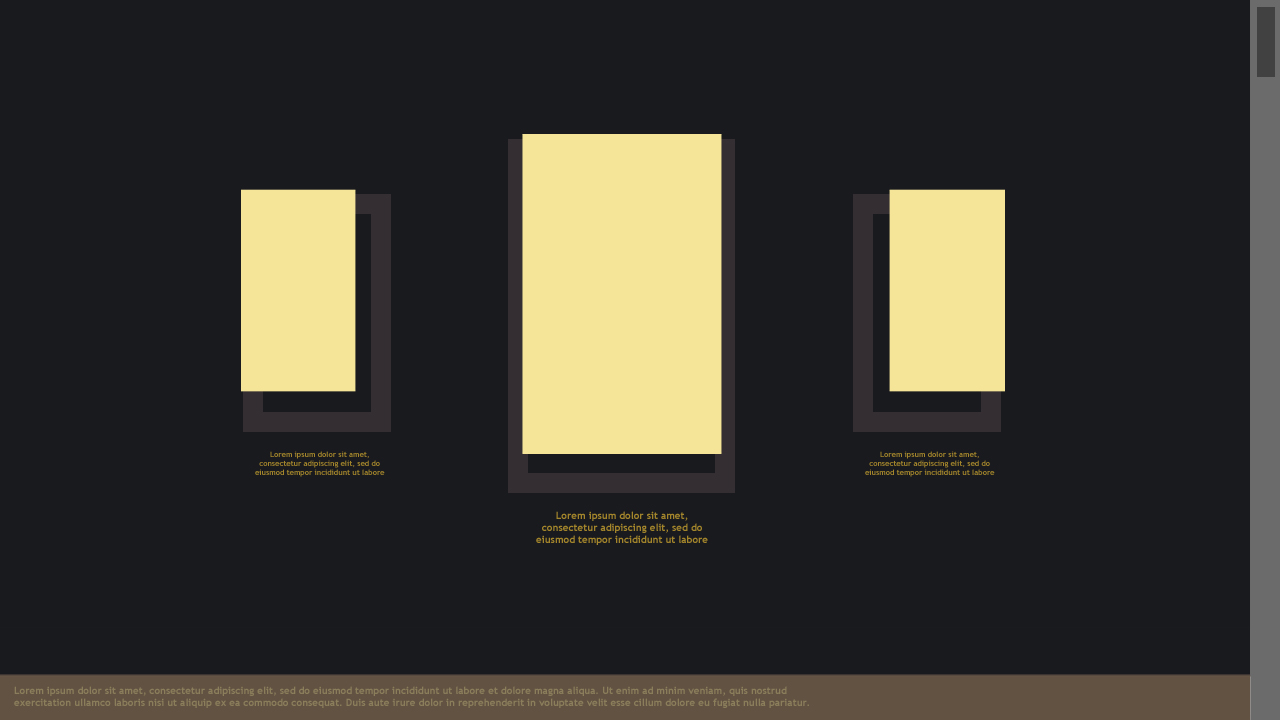 Lorem ipsum dolor sit amet,
consectetur adipiscing elit, sed do
eiusmod tempor incididunt ut labore
Lorem ipsum dolor sit amet,
consectetur adipiscing elit, sed do
eiusmod tempor incididunt ut labore
Lorem ipsum dolor sit amet,
consectetur adipiscing elit, sed do
eiusmod tempor incididunt ut labore
Lorem ipsum dolor sit amet, consectetur adipiscing elit, sed do eiusmod tempor incididunt ut labore et dolore magna aliqua. Ut enim ad minim veniam, quis nostrud
exercitation ullamco laboris nisi ut aliquip ex ea commodo consequat. Duis aute irure dolor in reprehenderit in voluptate velit esse cillum dolore eu fugiat nulla pariatur.